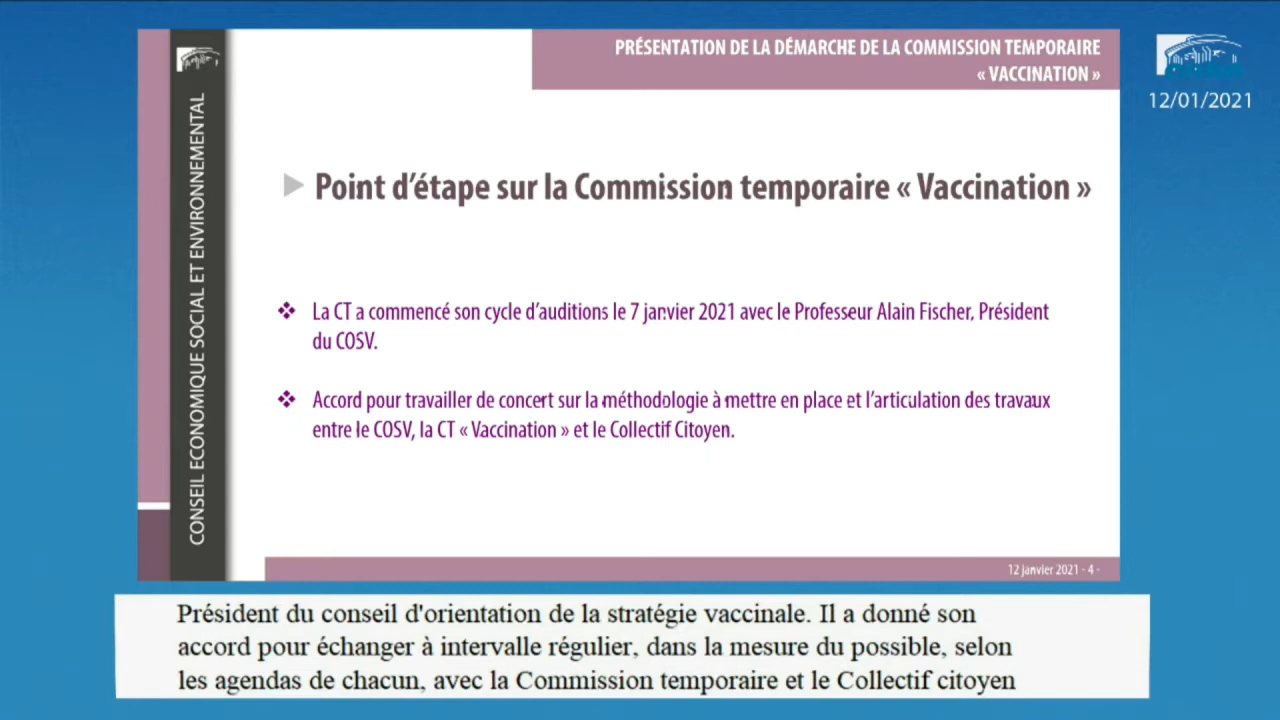 PRÉSENTATION DE LA DÉMARCHE DE LA COMMISSION TEMPORAIRE
« VACCINATION »
12/01/2021
CONSEIL ECONOMIQUE SOCIAL ET ENVIRONNEMENTAL
Point d'étape sur la Commission temporaire « Vaccination »
La CT a commencé son cycle d'auditions le 7 janvier 2021 avec le Professeur Alain Fischer, Président
du COSV.
Accord pour travailler de concert sur la méthodologie à mettre en place et l'articulation des travaux
entre le COSV, la CT « Vaccination » et le Collectif Citoyen.
12 janvier 2021 - 4 -
Président du conseil d'orientation de la stratégie vaccinale. Il a donné son
accord pour échanger à intervalle régulier, dans la mesure du possible, selon
les agendas de chacun, avec la Commission temporaire et le Collectif citoyen